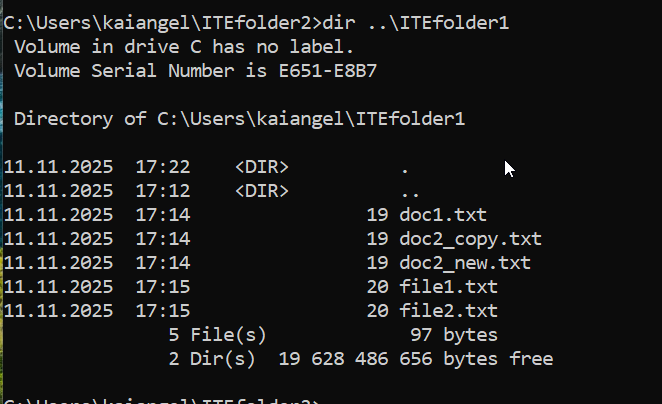 C:\Users\kaiangel\ITEfolder2>dir ..\ITEfolder1
 Volume in drive C has no label.
 Volume Serial Number is E651-E8B7

 Directory of C:\Users\kaiangel\ITEfolder1

11.11.2025  17:22    <DIR>          .
11.11.2025  17:12    <DIR>          ..
11.11.2025  17:14                19 doc1.txt
11.11.2025  17:14                19 doc2_copy.txt
11.11.2025  17:14                19 doc2_new.txt
11.11.2025  17:15                20 file1.txt
11.11.2025  17:15                20 file2.txt
               5 File(s)             97 bytes
               2 Dir(s)  19 628 486 656 bytes free

C:\Users\kaiangel\ITEfolder2>